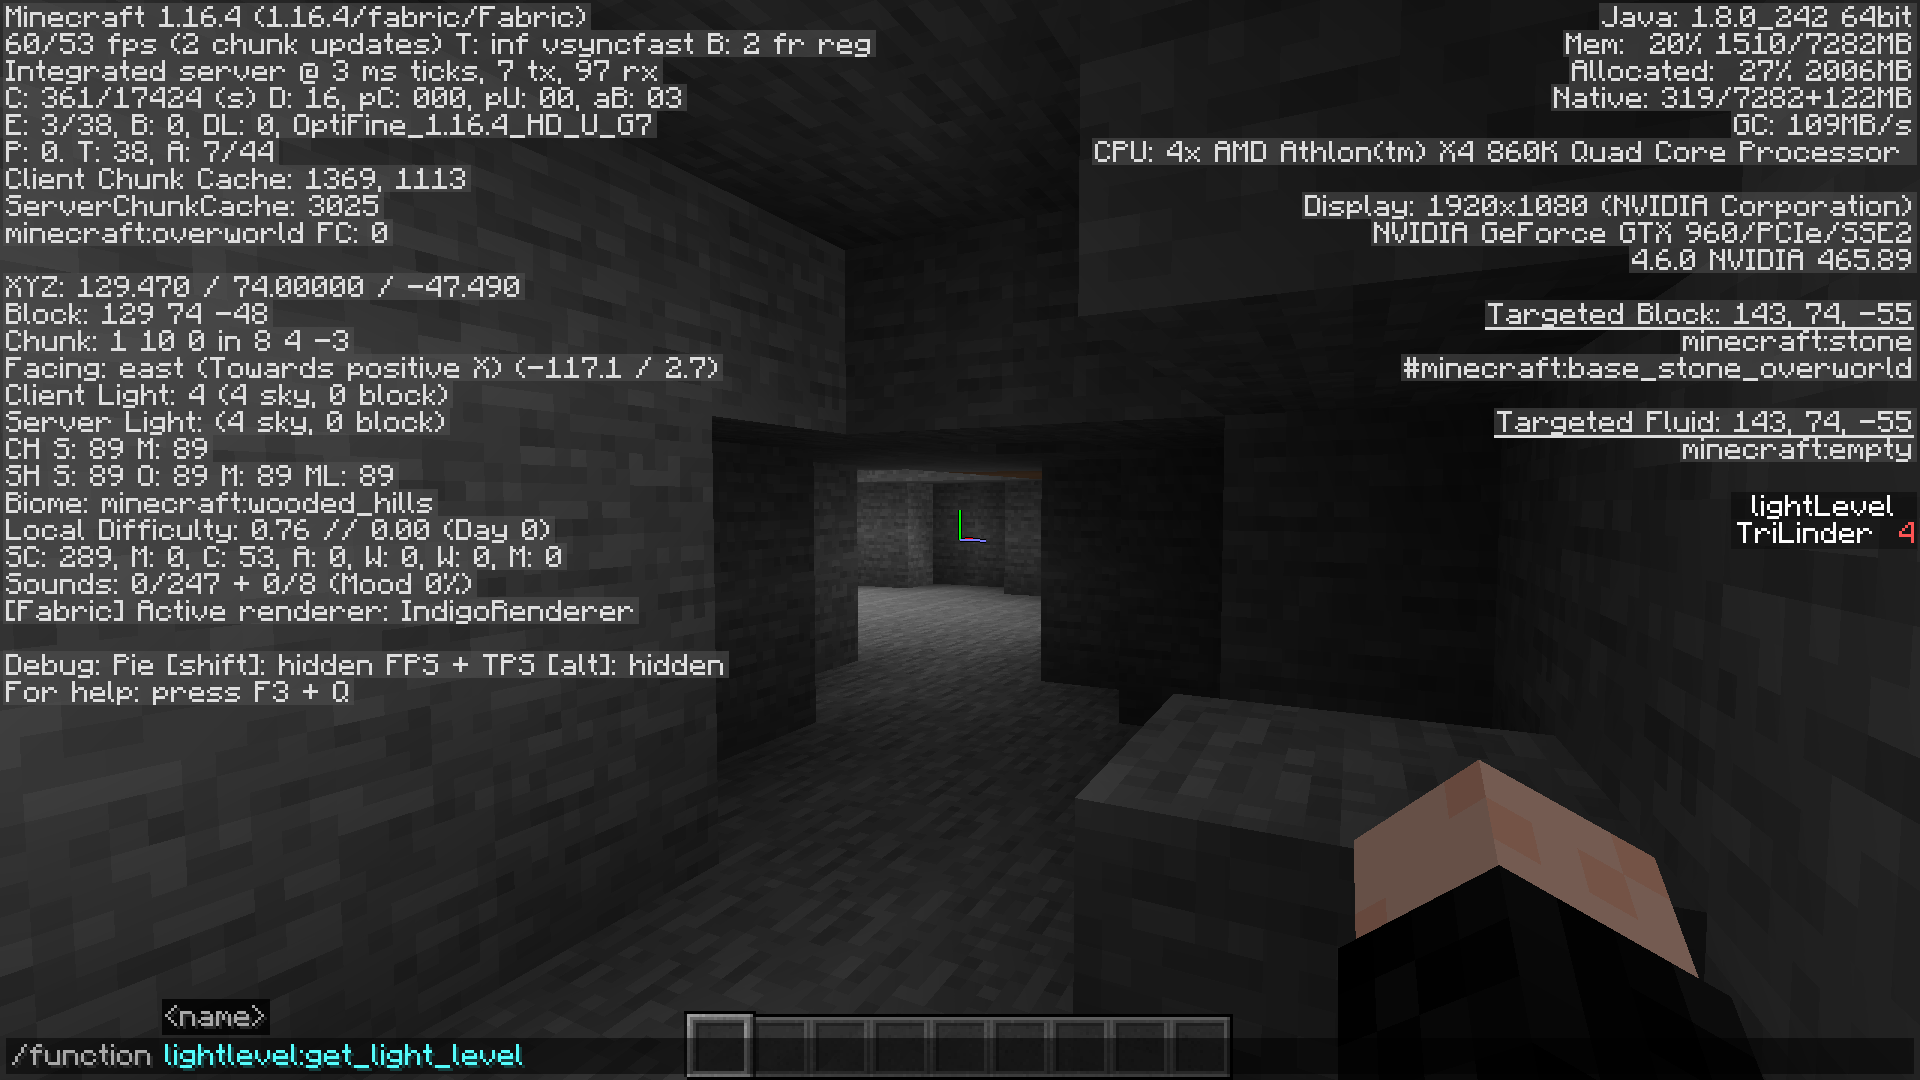 Minecraft 1.16.4 (1.16.4/fabric/Fabric)
60/53 fps (2 chunk updates) T: inf vsyncfast B: 2 fr reg
Integrated server @ 3 ms ticks, 7 tx, 97 rx
C: 361/17424 (s) D: 16, pC: 000, pU: 00, aB: 03
E: 3/38, B: 0, DL: 0, OptiFine_1.16.4_HD_U_G7
P: 0. T: 38, A: 7/44
Client Chunk Cache: 1369, 1113
ServerChunkCache: 3025
minecraft:overworld FC: 0
XYZ: 129.470 / 74.00000 / -47.490
Block: 129 74 -48
Chunk: 1 10 0 in 8 4 -3
Facing: east (Towards positive X) (-117.1 / 2.7)
Client Light: 4 (4 sky, 0 block)
Server Light: (4 sky, 0 block)
CH S: 89 M: 89
SH S: 89 O: 89 M: 89 ML: 89
Biome: minecraft:wooded_hills
Local Difficulty: 0.76 // 0.00 (Day 0)
SC: 289, M: 0, C: 53, A: 0, W: 0, W: 0, M: 0
Sounds: 0/247 + 0/8 (Mood 0%)
[Fabric] Active renderer: IndigoRenderer
Debug: Pie [shift]: hidden FPS + TPS [alt]: hidden
For help: press F3 + Q
Java: 1.8.0_242 64bit
Mem: 20% 1510/7282MB
Allocated: 27% 2006MB
Native: 319/7282+122MB
GC: 109MB/s
CPU: 4x AMD Athlon(tm) X4 860K Quad Core Processor
Display: 1920x1080 (NVIDIA Corporation)
NVIDIA GeForce GTX 960/PCIe/SSE2
4.6.0 NVIDIA 465.89
Targeted Block: 143, 74, -55
minecraft:stone
#minecraft:base_stone_overworld
Targeted Fluid: 143, 74, -55
minecraft:empty
lightLevel
TriLinder 4
<name>
/function lightlevel:get_light_level